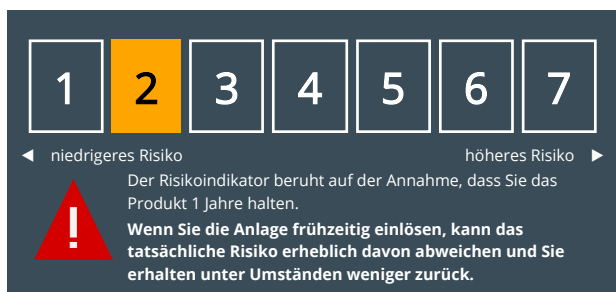 1 2 3 4 5 6 7
◄ niedrigeres Risiko höheres Risiko ►
Der Risikoindikator beruht auf der Annahme, dass Sie das
Produkt 1 Jahre halten.
Wenn Sie die Anlage frühzeitig einlösen, kann das
tatsächliche Risiko erheblich davon abweichen und Sie
erhalten unter Umständen weniger zurück.
!